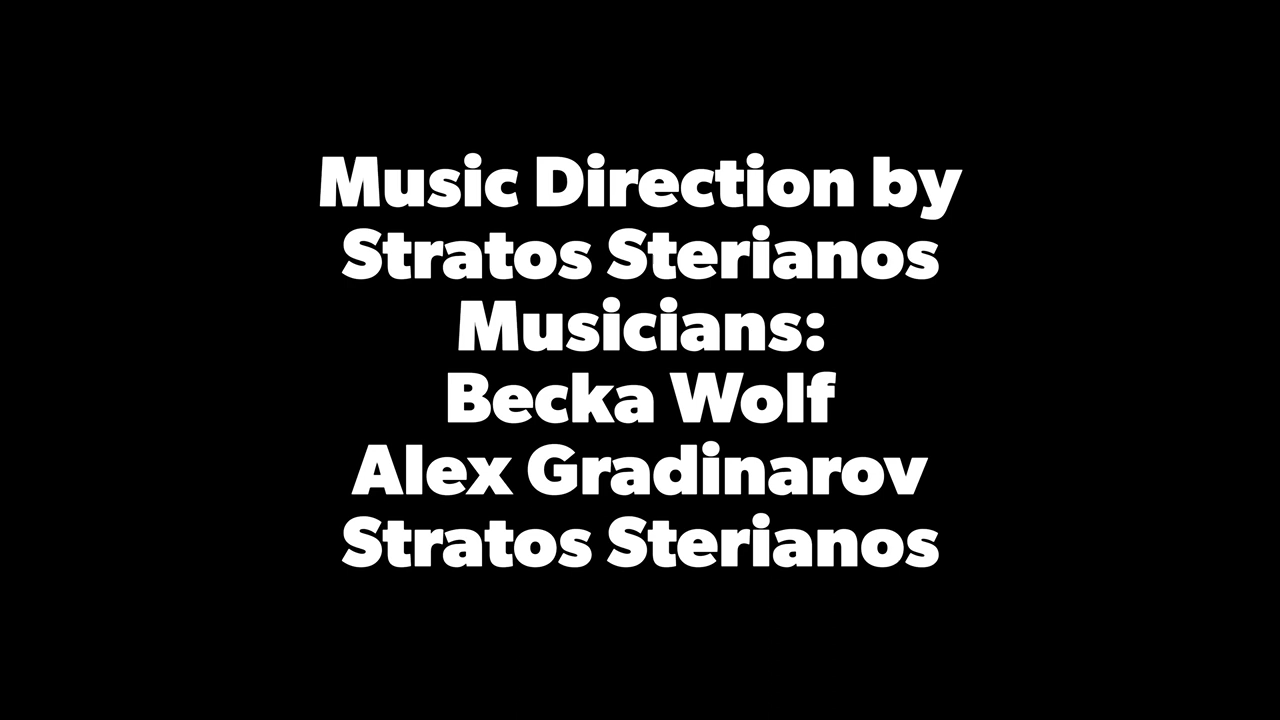 Music Direction by
Stratos Sterianos
Musicians:
Becka Wolf
Alex Gradinarov
Stratos Sterianos